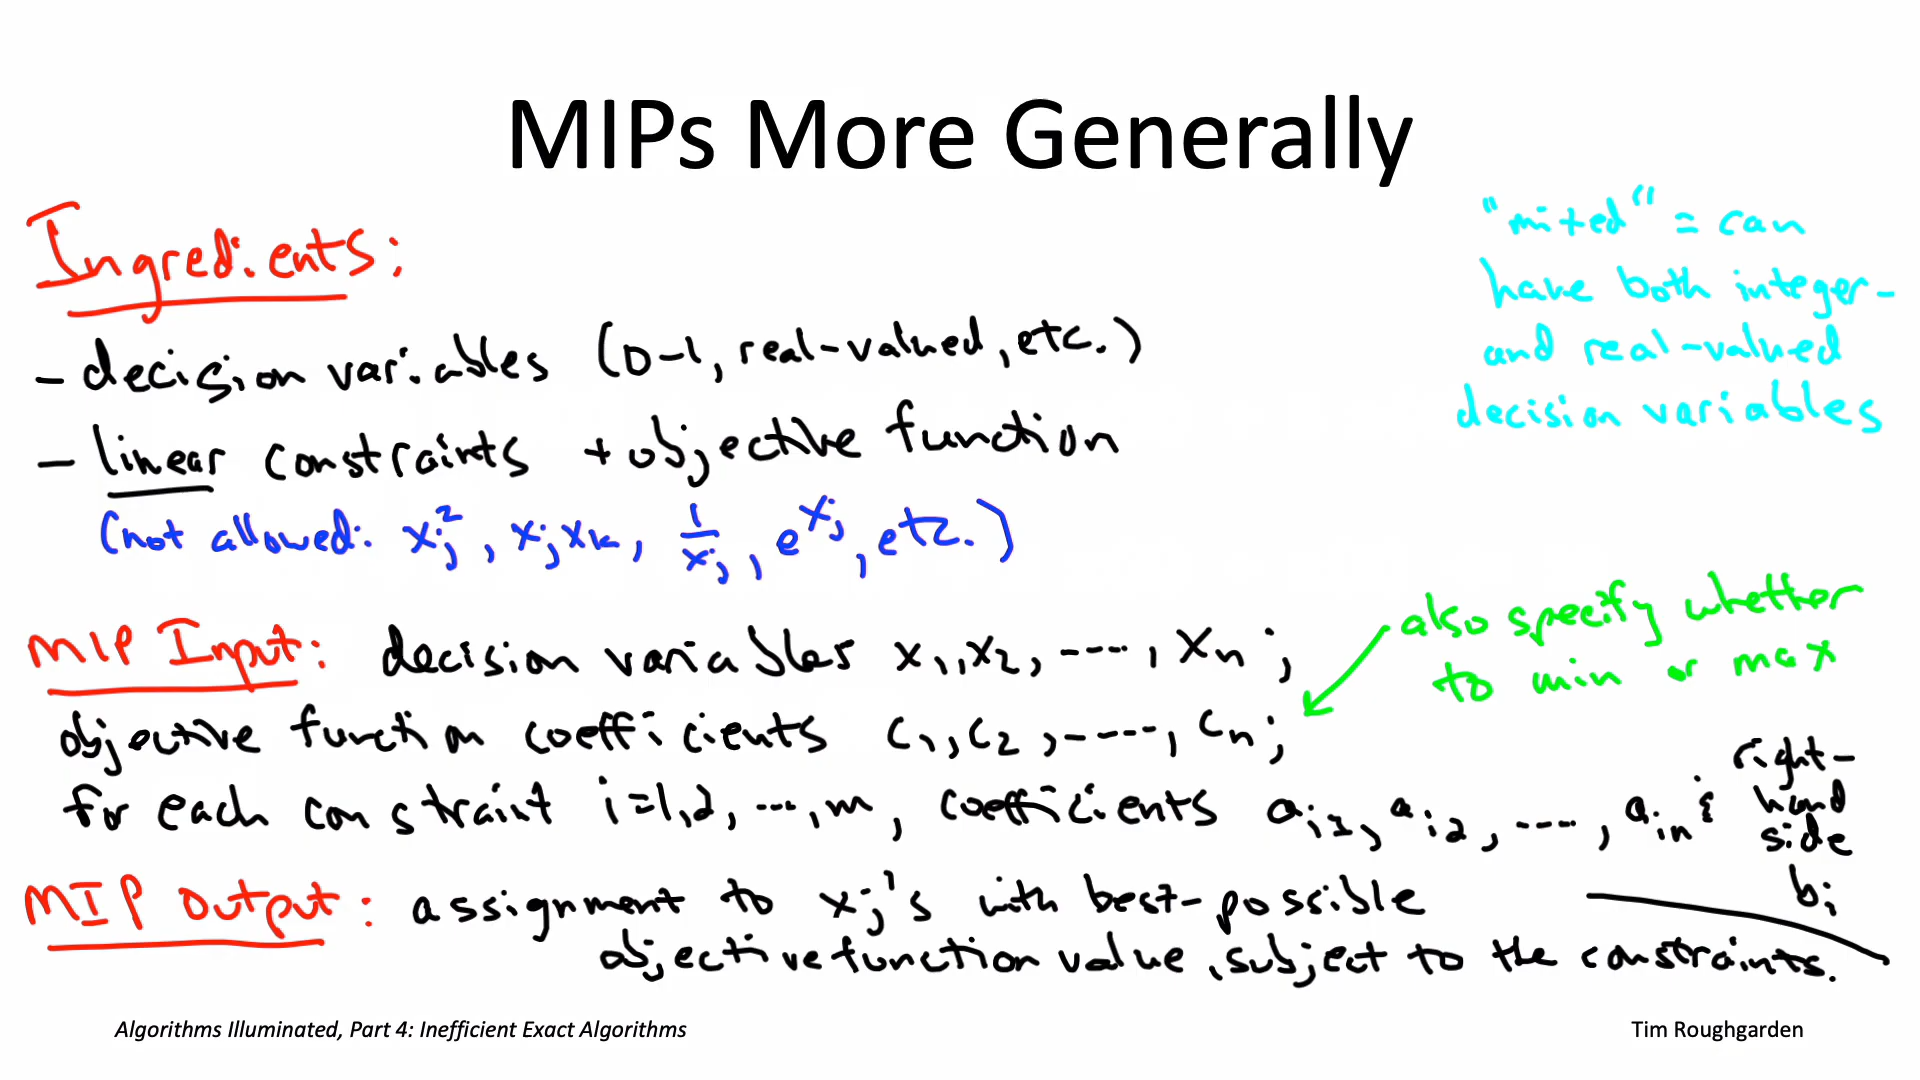 MIPs More Generally
Ingredients:
"mixed" = can
have both integer-
and real-valued
decision variables
- decision variables (0-1, real-valued, etc.)
- linear constraints + objective function
(not allowed: xⱼ², xⱼxₖ, 1/xⱼ, e^xⱼ, etc.)
also specify whether
to min or max
MIP Input: decision variables x₁, x₂, ----, xₙ ;
objective function coefficients c₁, c₂, ----, cₙ ;
for each constraint i=1,2, ..., m, coefficients aᵢ₁, aᵢ₂, ----, aᵢₙ & right-
hand
side
bᵢ
MIP Output: assignment to xⱼ's with best-possible
objective function value, subject to the constraints.
Algorithms Illuminated, Part 4: Inefficient Exact Algorithms
Tim Roughgarden